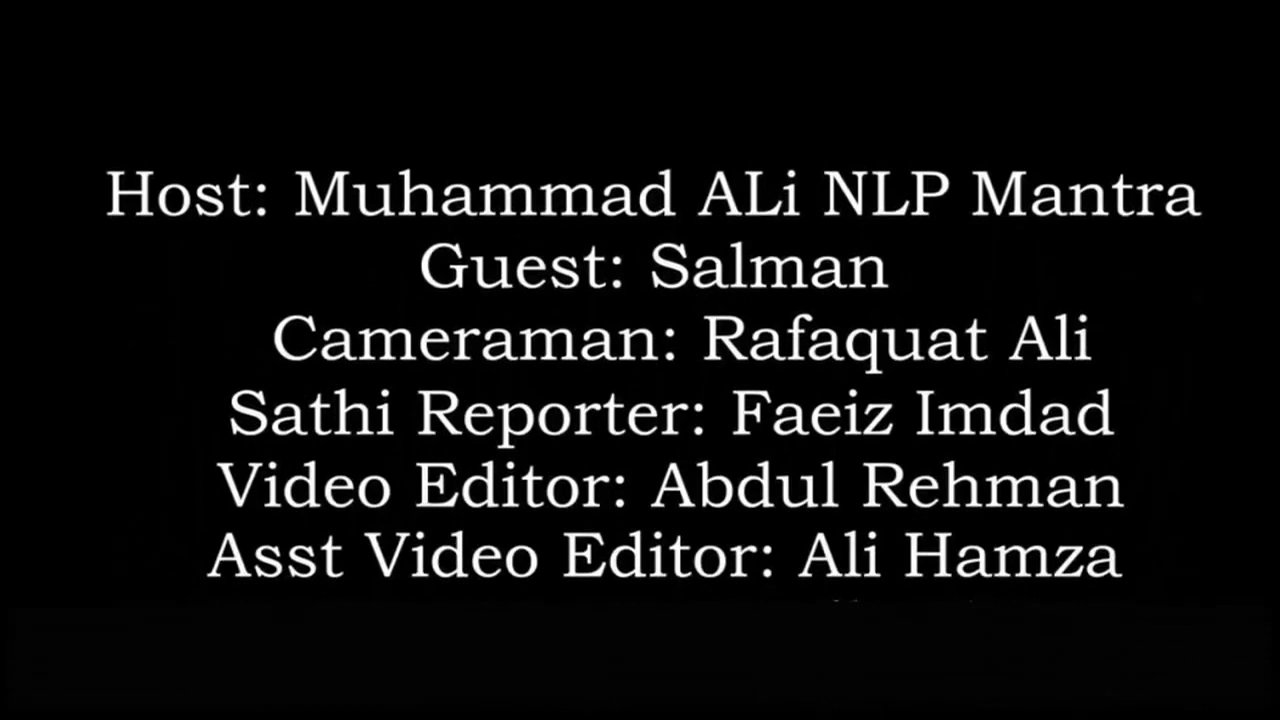 Host: Muhammad ALi NLP Mantra
Guest: Salman
Cameraman: Rafaquat Ali
Sathi Reporter: Faeiz Imdad
Video Editor: Abdul Rehman
Asst Video Editor: Ali Hamza